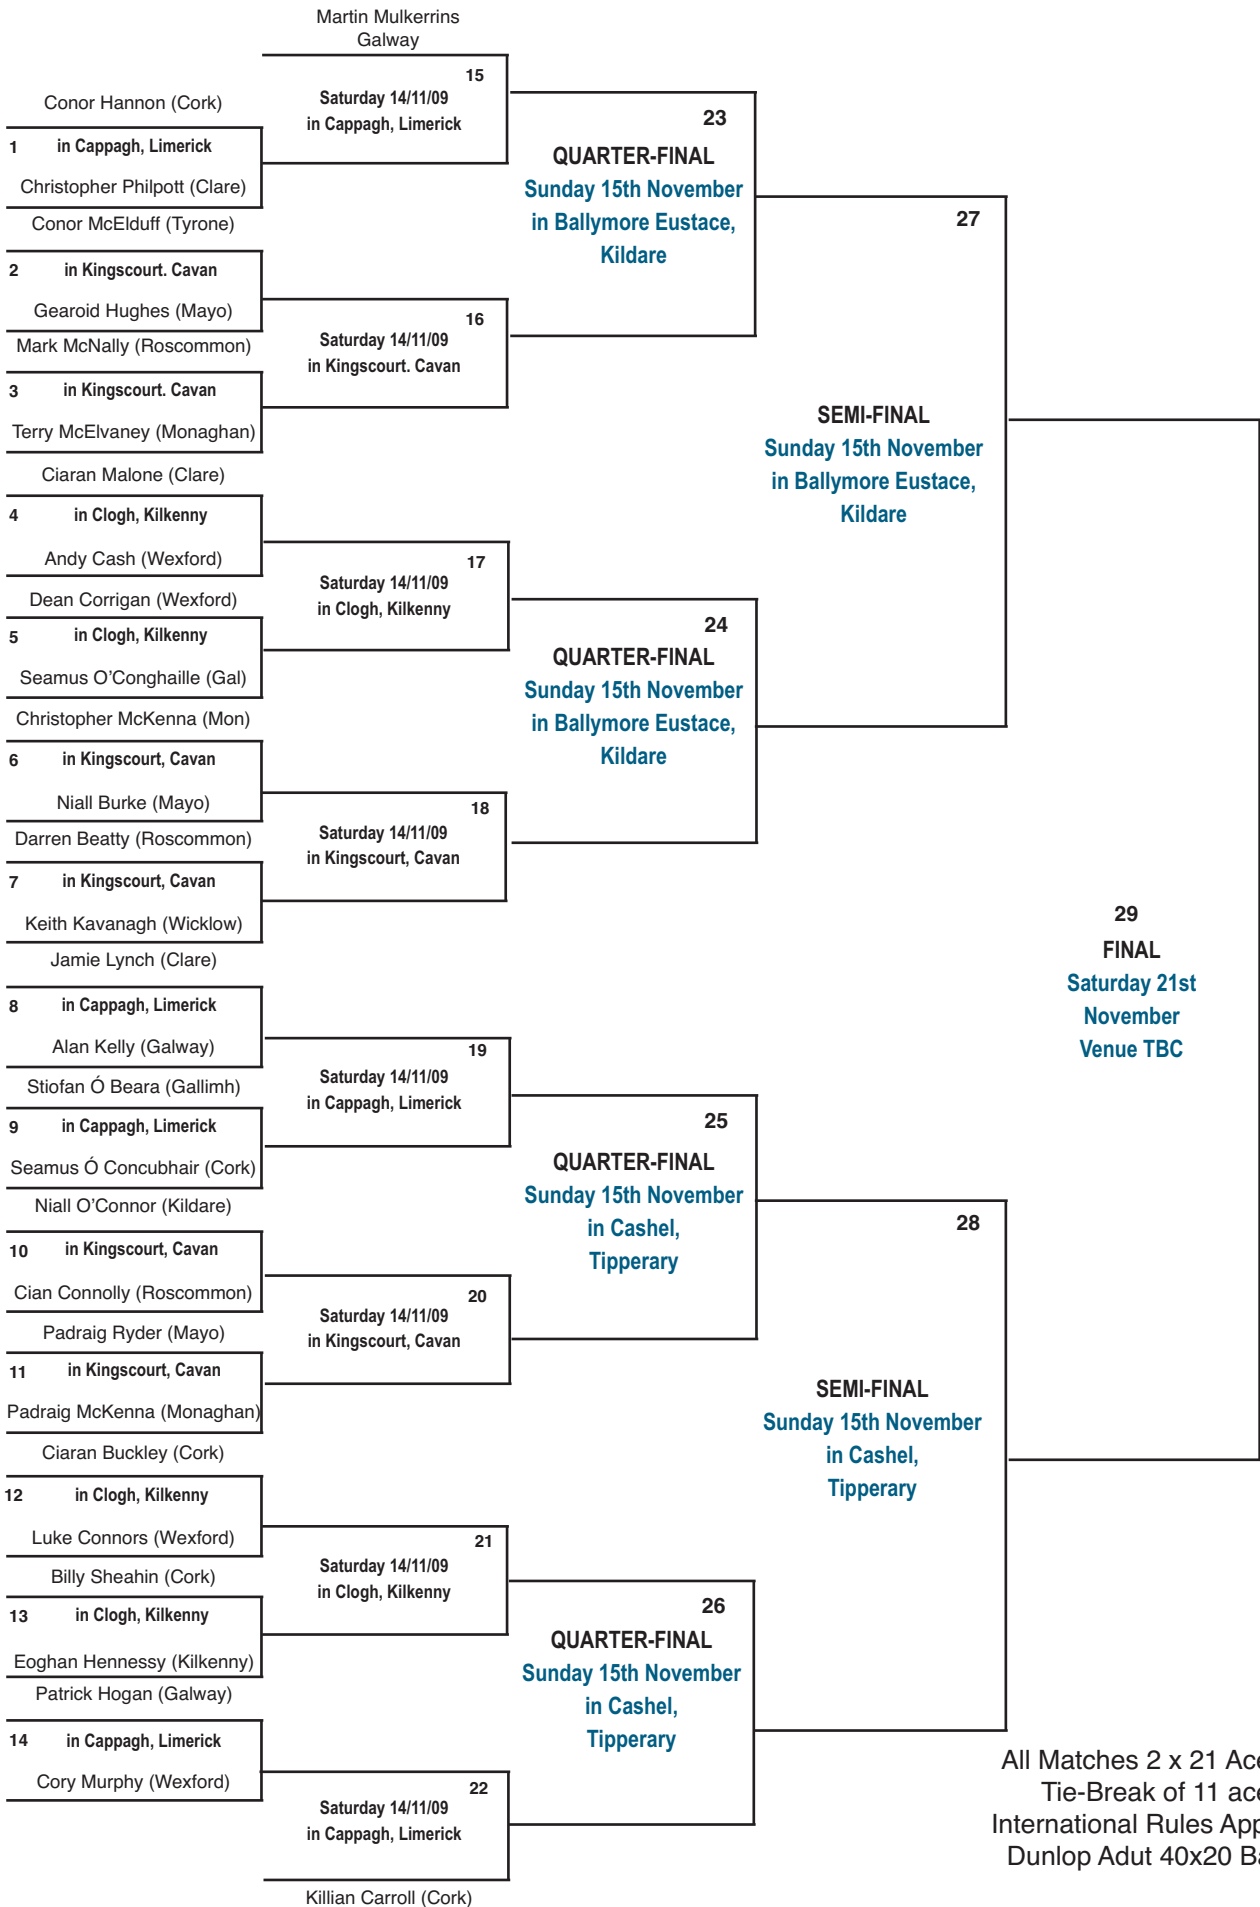 Martin Mulkerrins
Galway
15
Saturday 14/11/09
in Cappagh, Limerick
Conor Hannon (Cork)
1 in Cappagh, Limerick
Christopher Philpott (Clare)
Conor McElduff (Tyrone)
2 in Kingscourt. Cavan
Gearoid Hughes (Mayo)
16
Saturday 14/11/09
in Kingscourt. Cavan
Mark McNally (Roscommon)
3 in Kingscourt. Cavan
Terry McElvaney (Monaghan)
23
QUARTER-FINAL
Sunday 15th November
in Ballymore Eustace,
Kildare
27
SEMI-FINAL
Sunday 15th November
in Ballymore Eustace,
Kildare
Ciaran Malone (Clare)
4 in Clogh, Kilkenny
Andy Cash (Wexford)
17
Saturday 14/11/09
in Clogh, Kilkenny
Dean Corrigan (Wexford)
5 in Clogh, Kilkenny
Seamus O'Conghaille (Gal)
24
QUARTER-FINAL
Sunday 15th November
in Ballymore Eustace,
Kildare
Christopher McKenna (Mon)
6 in Kingscourt, Cavan
Niall Burke (Mayo)
18
Saturday 14/11/09
in Kingscourt, Cavan
Darren Beatty (Roscommon)
7 in Kingscourt, Cavan
Keith Kavanagh (Wicklow)
29
FINAL
Saturday 21st
November
Venue TBC
Jamie Lynch (Clare)
8 in Cappagh, Limerick
Alan Kelly (Galway)
19
Saturday 14/11/09
in Cappagh, Limerick
Stiofan Ó Beara (Gallimh)
9 in Cappagh, Limerick
Seamus Ó Concubhair (Cork)
25
QUARTER-FINAL
Sunday 15th November
in Cashel,
Tipperary
Niall O'Connor (Kildare)
10 in Kingscourt, Cavan
Cian Connolly (Roscommon)
20
Saturday 14/11/09
in Kingscourt, Cavan
Padraig Ryder (Mayo)
11 in Kingscourt, Cavan
Padraig McKenna (Monaghan)
28
SEMI-FINAL
Sunday 15th November
in Cashel,
Tipperary
Ciaran Buckley (Cork)
12 in Clogh, Kilkenny
Luke Connors (Wexford)
21
Saturday 14/11/09
in Clogh, Kilkenny
Billy Sheahin (Cork)
13 in Clogh, Kilkenny
Eoghan Hennessy (Kilkenny)
26
QUARTER-FINAL
Sunday 15th November
in Cashel,
Tipperary
Patrick Hogan (Galway)
14 in Cappagh, Limerick
Cory Murphy (Wexford)
22
Saturday 14/11/09
in Cappagh, Limerick
Killian Carroll (Cork)
All Matches 2 x 21
Tie-Break of 11
International Rules
Dunlop Adut 40x20